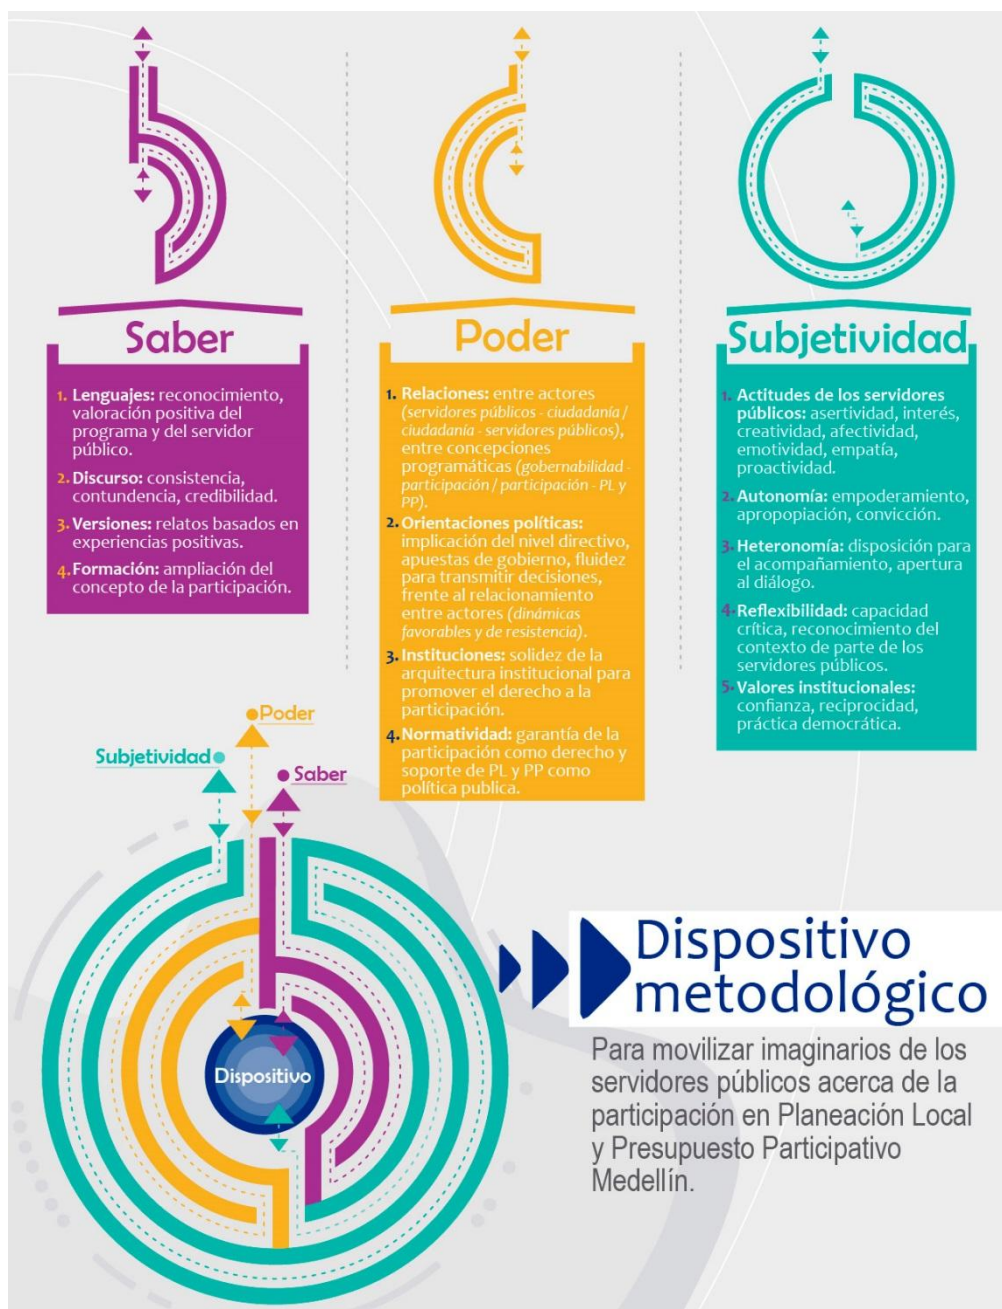 Saber
1. Lenguajes: reconocimiento,
valoración positiva del
programa y del servidor
público.
2. Discurso: consistencia,
contundencia, credibilidad.
3. Versiones: relatos basados en
experiencias positivas.
4. Formación: ampliación del
concepto de la participación.
Poder
1. Relaciones: entre actores
(servidores públicos - ciudadanía /
ciudadanía - servidores públicos),
entre concepciones
programáticas (gobernabilidad -
participación / participación - PL y
PP).
2. Orientaciones políticas:
implicación del nivel directivo,
apuestas de gobierno, fluidez
para transmitir decisiones,
frente al relacionamiento
entre actores (dinámicas
favorables y de resistencia).
3. Instituciones: solidez de la
arquitectura institucional para
promover el derecho a la
participación.
4. Normatividad: garantía de la
participación como derecho y
soporte de PL y PP como
política publica.
Subjetividad
1. Actitudes de los servidores
públicos: asertividad, interés,
creatividad, afectividad,
emotividad, empatía,
proactividad.
2. Autonomía: empoderamiento,
apropopiación, convicción.
3. Heteronomía: disposición para
el acompañamiento, apertura
al diálogo.
4. Reflexibilidad: capacidad
crítica, reconocimiento del
contexto de parte de los
servidores públicos.
5. Valores institucionales:
confianza, reciprocidad,
práctica democrática.
Poder
Subjetividad
Saber
Dispositivo
Dispositivo
metodológico
Para movilizar imaginarios de los
servidores públicos acerca de la
participación en Planeación Local
y Presupuesto Participativo
Medellín.